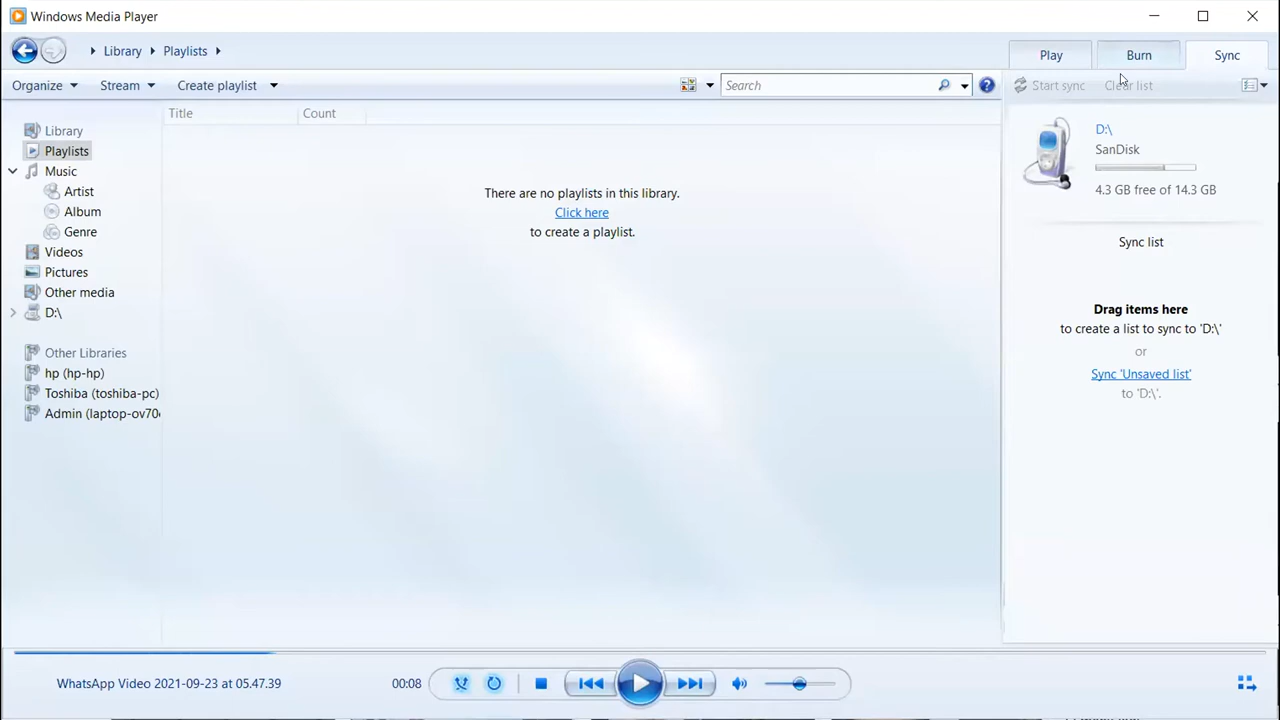 Windows Media Player
Library Playlists
Play Burn Sync
Organize Stream Create playlist
Search
Start sync Clear list
Title Count
Library
Playlists
Music
Artist
Album
Genre
Videos
Pictures
Other media
D:\
Other Libraries
hp (hp-hp)
Toshiba (toshiba-pc)
Admin (laptop-ov70
There are no playlists in this library.
Click here
to create a playlist.
D:\
SanDisk
4.3 GB free of 14.3 GB
Sync list
Drag items here
to create a list to sync to 'D:\'
or
Sync 'Unsaved list'
to 'D:\'.
WhatsApp Video 2021-09-23 at 05.47.39
00:08